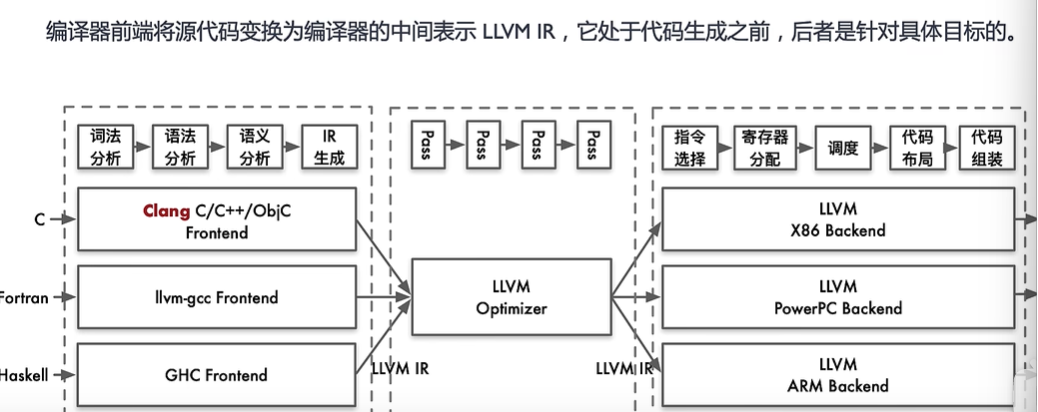 编译器前端将源代码变换为编译器的中间表示 LLVM IR，它处于代码生成之前，后者是针对具体目标的。
词法
分析
语法
分析
语义
分析
IR
生成
Pass
Pass
Pass
Pass
指令
选择
寄存器
分配
调度
代码
布局
代码
组装
C
Clang C/C++/ObjC
Frontend
Fortran
llvm-gcc Frontend
Haskell
GHC Frontend
LLVM IR
LLVM
Optimizer
LLVM IR
LLVM
X86 Backend
LLVM
PowerPC Backend
LLVM
ARM Backend